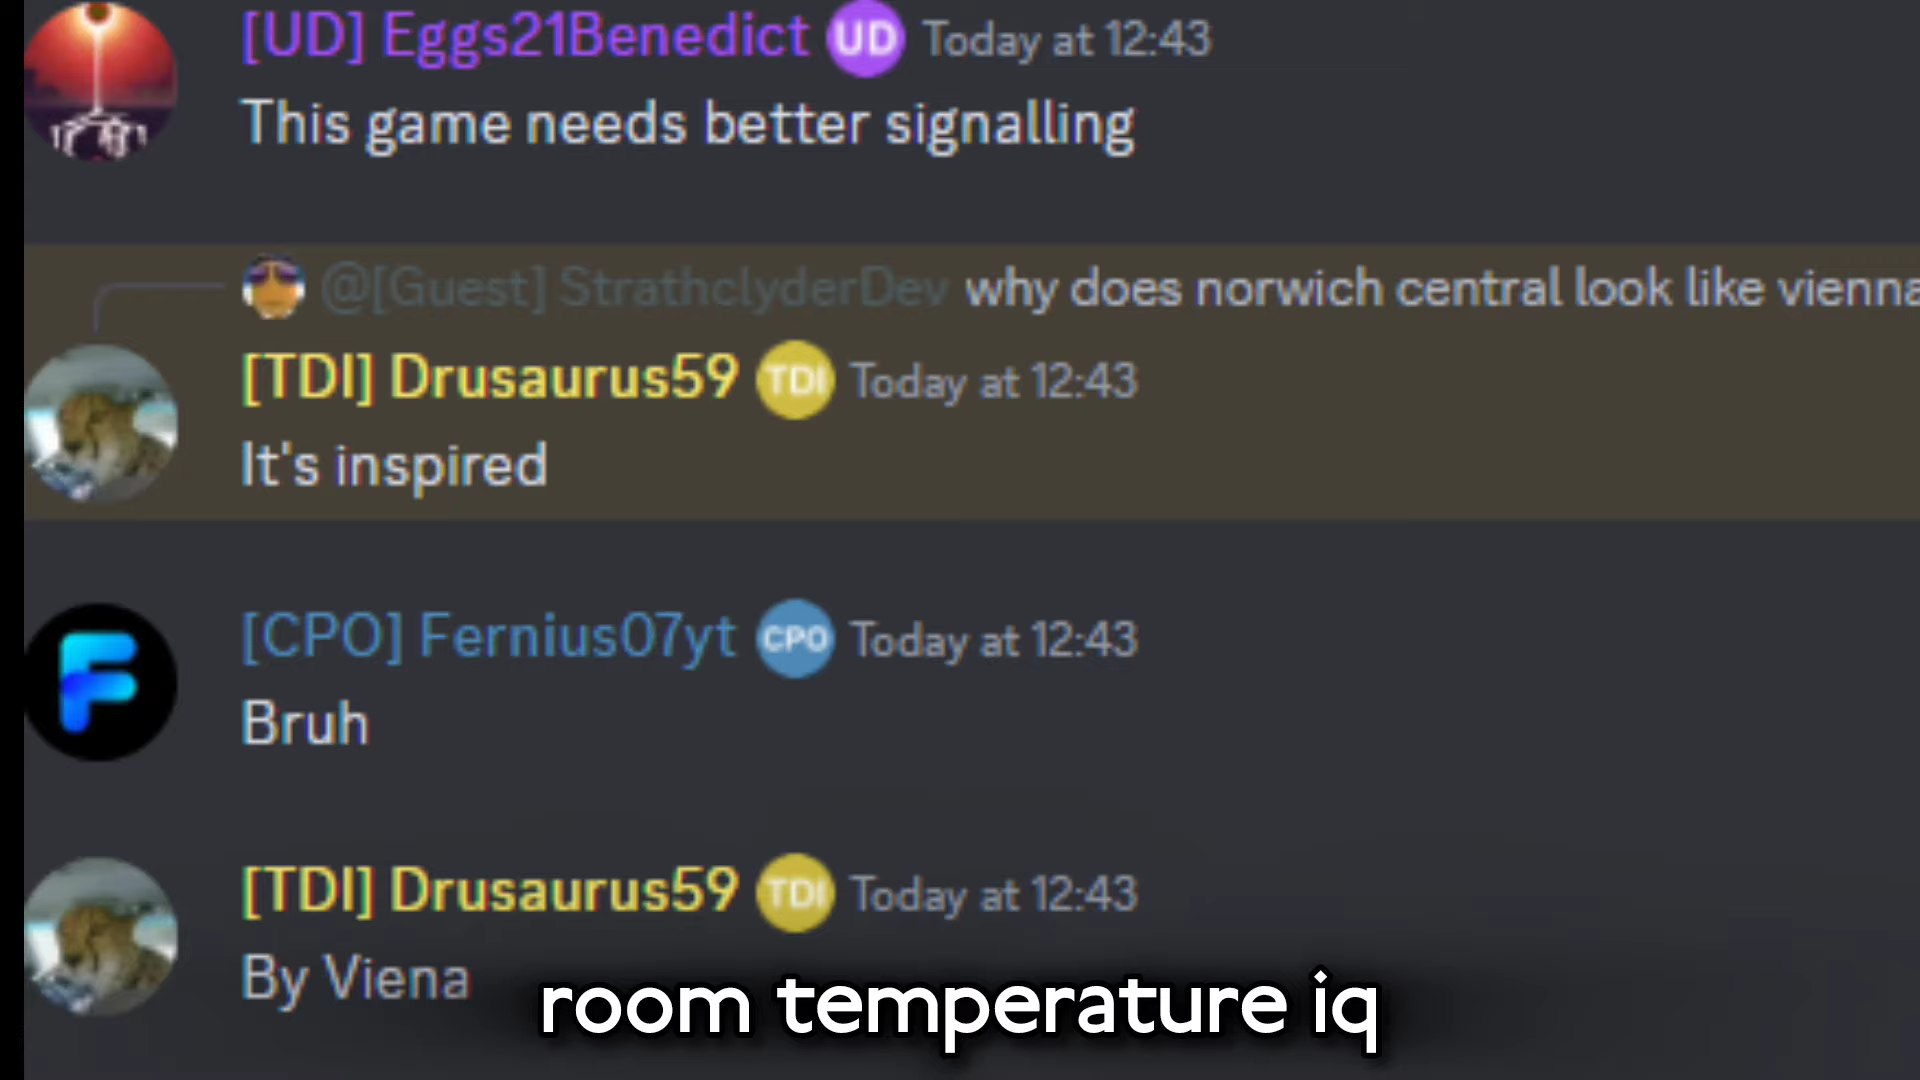 [UD] Eggs21Benedict UD Today at 12:43
This game needs better signalling
@[Guest] StrathclyderDev why does norwich central look like vienna
[TDI] Drusaurus59 TDI Today at 12:43
It's inspired
[CPO] Fernius07yt CPO Today at 12:43
Bruh
[TDI] Drusaurus59 TDI Today at 12:43
By Viena
room temperature iq